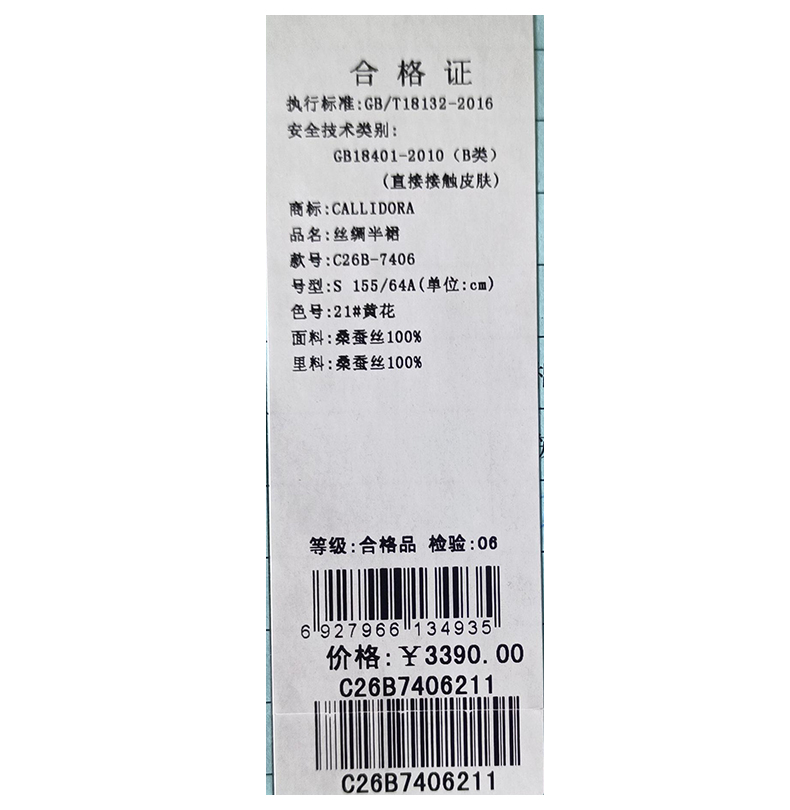 合格证
执行标准:GB/T18132-2016
安全技术类别:
GB18401-2010（B类）
(直接接触皮肤)
商标:CALLIDORA
品名:丝绸半裙
款号:C26B-7406
号型:S 155/64A(单位:cm)
色号:21#黄花
面料:桑蚕丝100%
里料:桑蚕丝100%
等级:合格品 检验:06
6 927966 134935
价格:¥3390.00
C26B7406211
C26B7406211